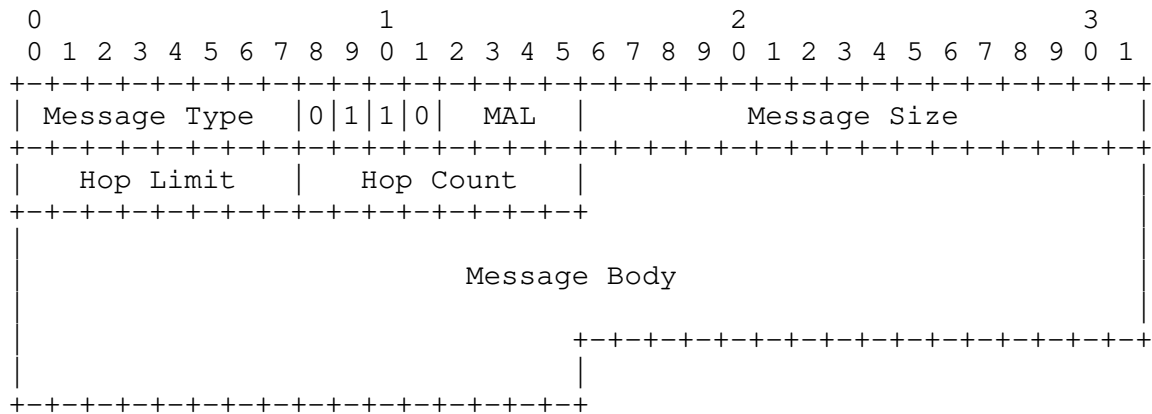 0                   1                   2                   3
 0 1 2 3 4 5 6 7 8 9 0 1 2 3 4 5 6 7 8 9 0 1 2 3 4 5 6 7 8 9 0 1
+-+-+-+-+-+-+-+-+-+-+-+-+-+-+-+-+-+-+-+-+-+-+-+-+-+-+-+-+-+-+-+-+
| Message Type  |0|1|1|0|  MAL  |         Message Size          |
+-+-+-+-+-+-+-+-+-+-+-+-+-+-+-+-+-+-+-+-+-+-+-+-+-+-+-+-+-+-+-+-+
|   Hop Limit   |   Hop Count   |                               |
+-+-+-+-+-+-+-+-+-+-+-+-+-+-+-+-+                               |
|                                                               |
|                         Message Body                          |
|                                                               |
|                               +-+-+-+-+-+-+-+-+-+-+-+-+-+-+-+-+
|                               |
+-+-+-+-+-+-+-+-+-+-+-+-+-+-+-+-+